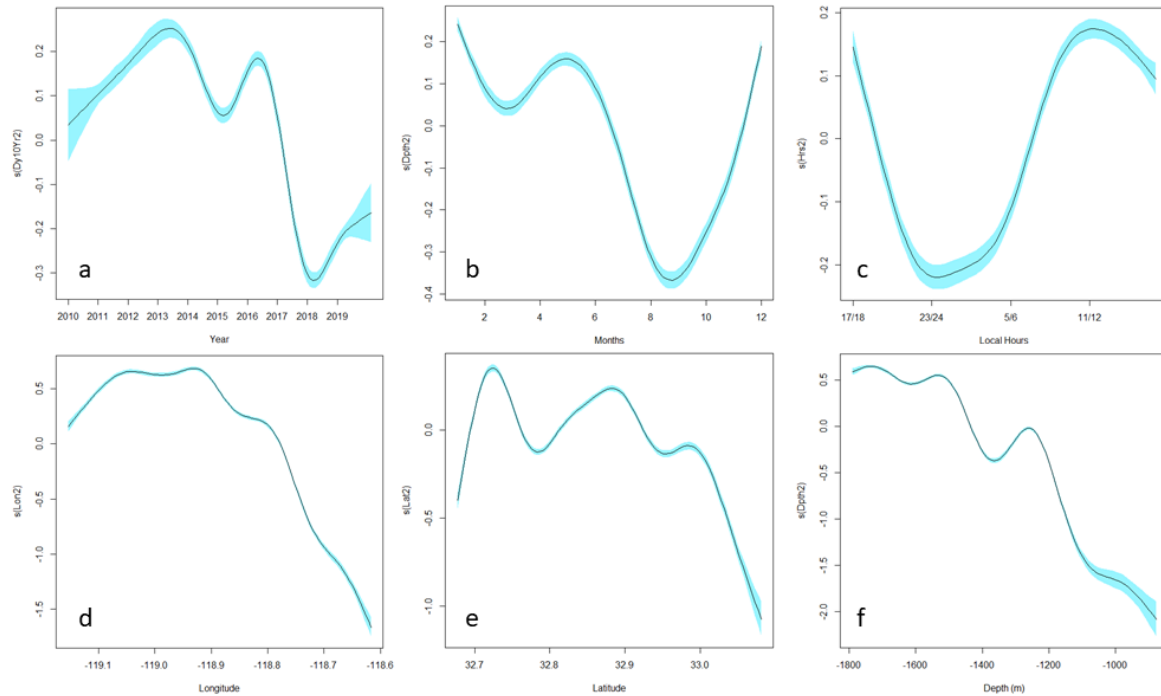 s(Dy10Yr2)
0.2
0.1
0.0
-0.1
-0.2
-0.3
a
2010 2011 2012 2013 2014 2015 2016 2017 2018 2019
Year
s(Dpth2)
0.2
0.1
0.0
-0.1
-0.2
-0.3
-0.4
b
2 4 6 8 10 12
Months
s(Hrs2)
0.2
0.1
0.0
-0.1
-0.2
c
17/18 23/24 5/6 11/12
Local Hours
s(Lon2)
0.5
0.0
-0.5
-1.0
-1.5
d
-119.1 -119.0 -118.9 -118.8 -118.7 -118.6
Longitude
s(Lat2)
0.0
-0.5
-1.0
e
32.7 32.8 32.9 33.0
Latitude
s(Dpth2)
0.5
0.0
-0.5
-1.0
-1.5
-2.0
f
-1800 -1600 -1400 -1200 -1000
Depth (m)